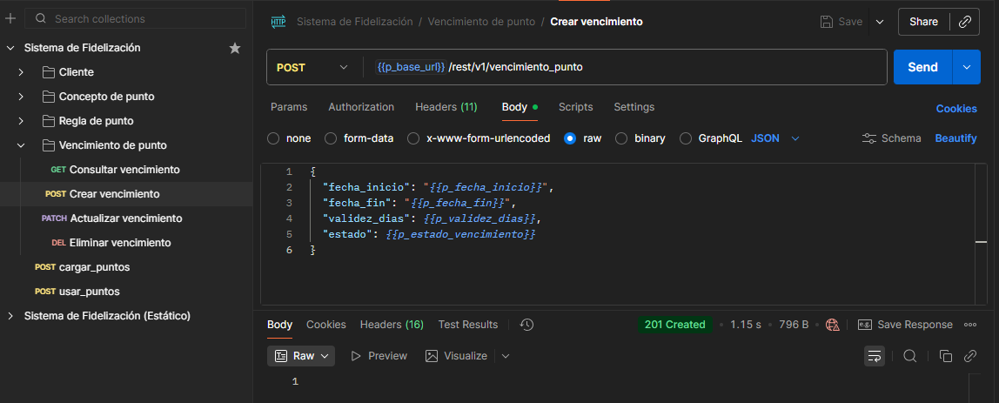 Search collections
Sistema de Fidelización
Cliente
Concepto de punto
Regla de punto
Vencimiento de punto
GET Consultar vencimiento
POST Crear vencimiento
PATCH Actualizar vencimiento
DEL Eliminar vencimiento
POST cargar_puntos
POST usar_puntos
Sistema de Fidelización (Estático)
HTTP Sistema de Fidelización / Vencimiento de punto / Crear vencimiento Save Share
POST {{p_base_url}}/rest/v1/vencimiento_punto Send
Params Authorization Headers (11) Body Scripts Settings Cookies
none form-data x-www-form-urlencoded raw binary GraphQL JSON Schema Beautify
1 {
2 "fecha_inicio": "{{p_fecha_inicio}}",
3 "fecha_fin": "{{p_fecha_fin}}",
4 "validez_dias": {{p_validez_dias}},
5 "estado": {{p_estado_vencimiento}}
6 }
Body Cookies Headers (16) Test Results 201 Created • 1.15 s • 796 B • e.g. Save Response
Raw Preview Visualize
1